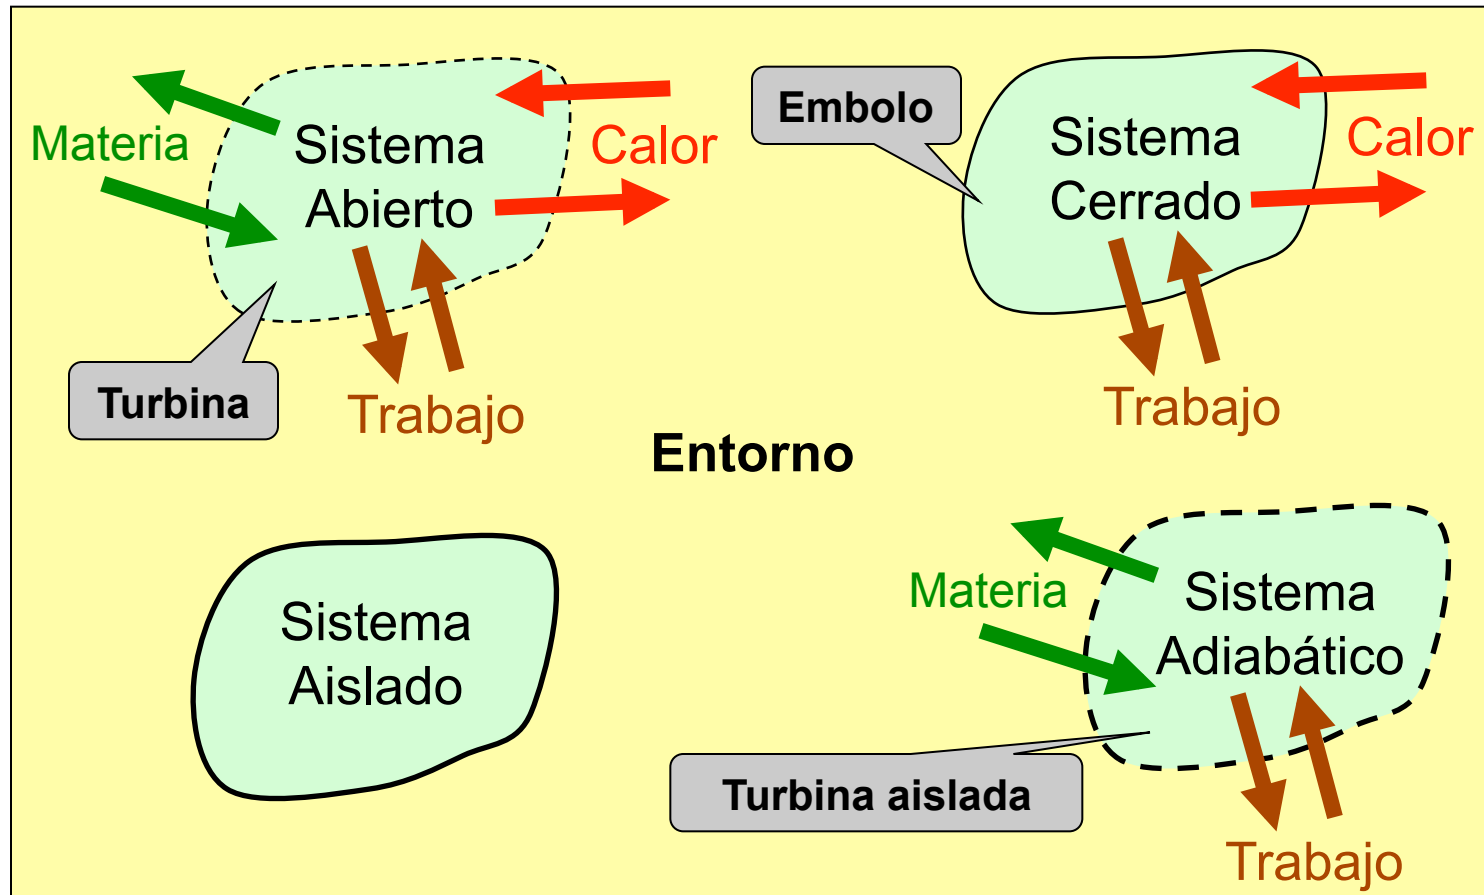 Materia
Sistema
Abierto
Calor
Turbina
Trabajo
Embolo
Sistema
Cerrado
Calor
Trabajo
Entorno
Sistema
Aislado
Materia
Sistema
Adiabático
Turbina aislada
Trabajo